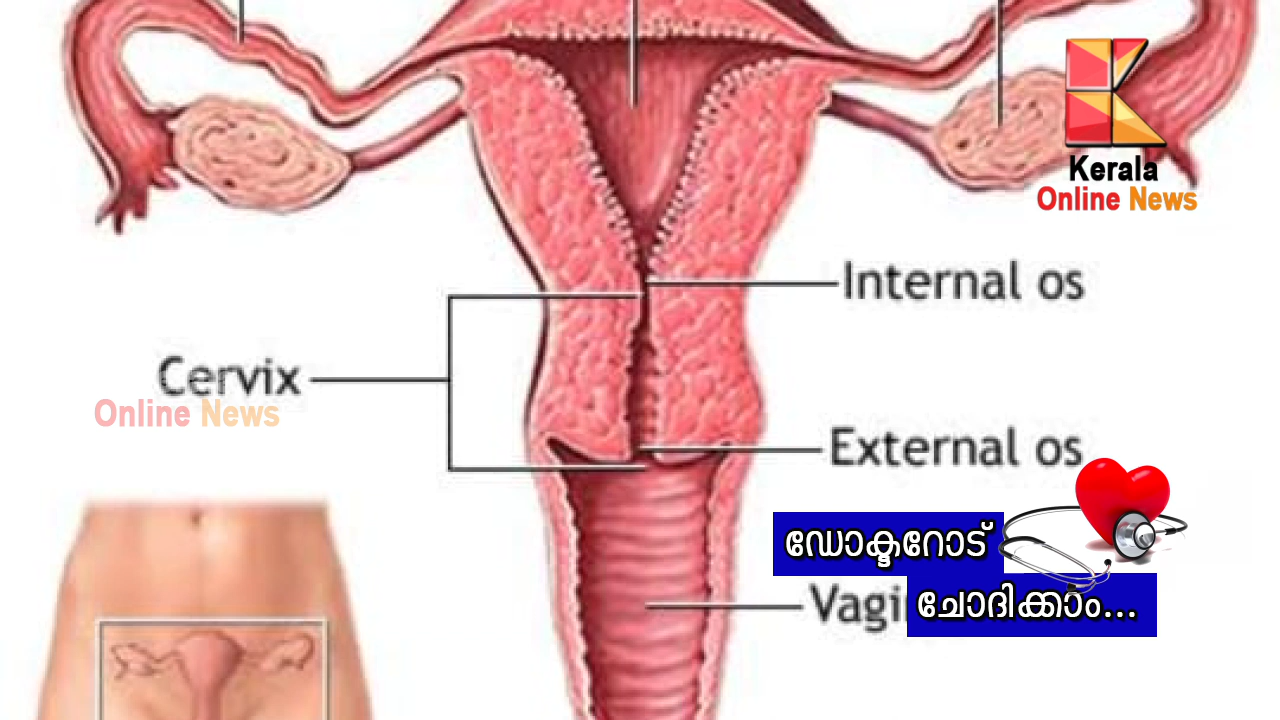 Kerala
Online News
Internal os
Cervix
Online News
External os
ഡോക്ടറോട്
ചോദിക്കാം...